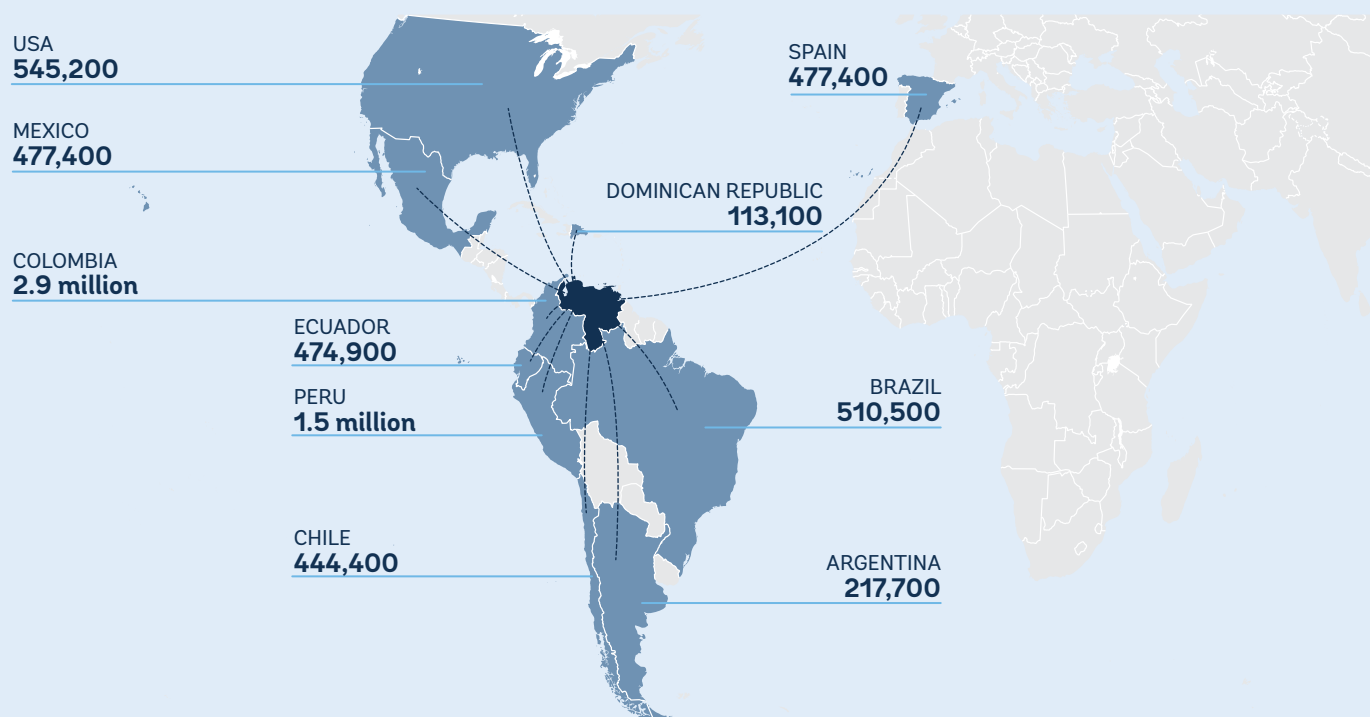 USA
545,200
MEXICO
477,400
COLOMBIA
2.9 million
ECUADOR
474,900
PERU
1.5 million
CHILE
444,400
SPAIN
477,400
DOMINICAN REPUBLIC
113,100
BRAZIL
510,500
ARGENTINA
217,700